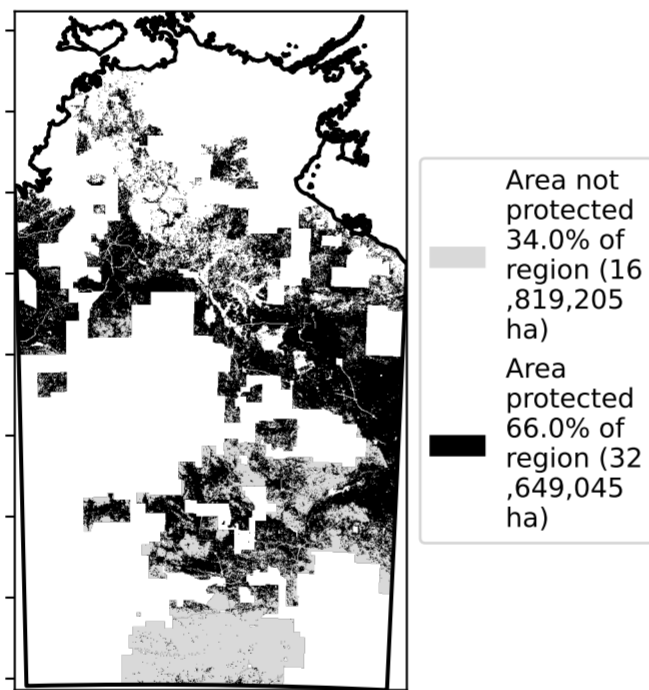 Area not
protected
34.0% of
region (16
,819,205
ha)
Area
protected
66.0% of
region (32
,649,045
ha)